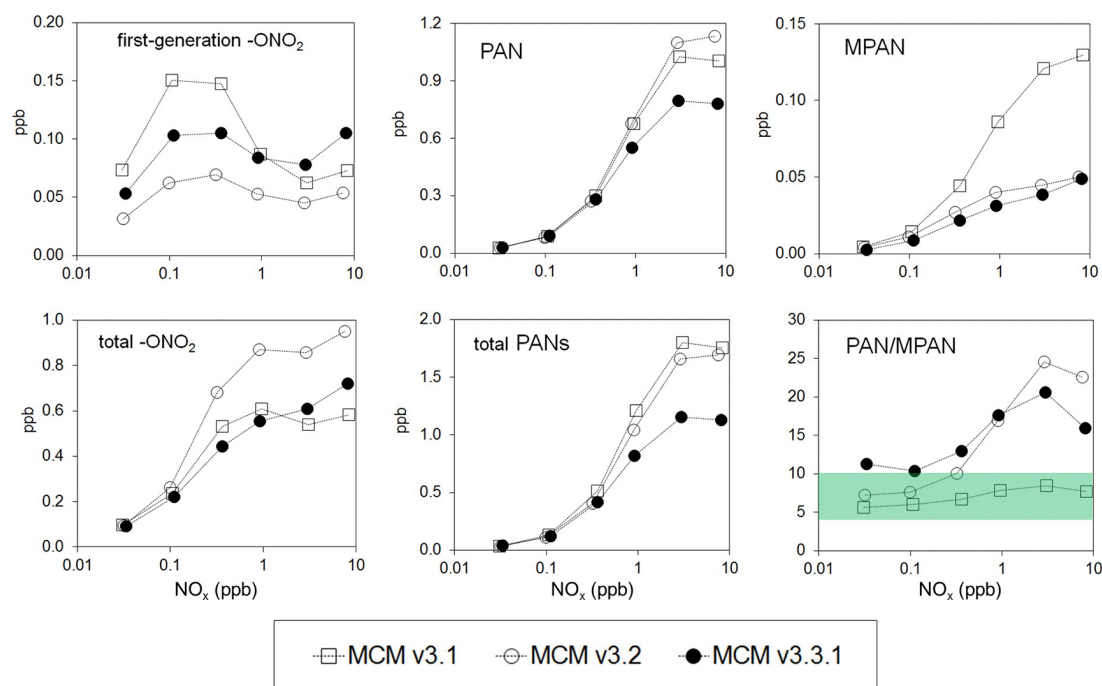 first-generation -ONO2
0.20
0.15
0.10
0.05
0.00
ppb
0.01 0.1 1 10
PAN
1.2
0.9
0.6
0.3
0.0
ppb
0.01 0.1 1 10
MPAN
0.15
0.10
0.05
0.00
ppb
0.01 0.1 1 10
total -ONO2
1.0
0.8
0.6
0.4
0.2
0.0
ppb
0.01 0.1 1 10
NOx (ppb)
total PANs
2.0
1.5
1.0
0.5
0.0
ppb
0.01 0.1 1 10
NOx (ppb)
PAN/MPAN
30
25
20
15
10
5
0
0.01 0.1 1 10
NOx (ppb)
MCM v3.1 MCM v3.2 MCM v3.3.1